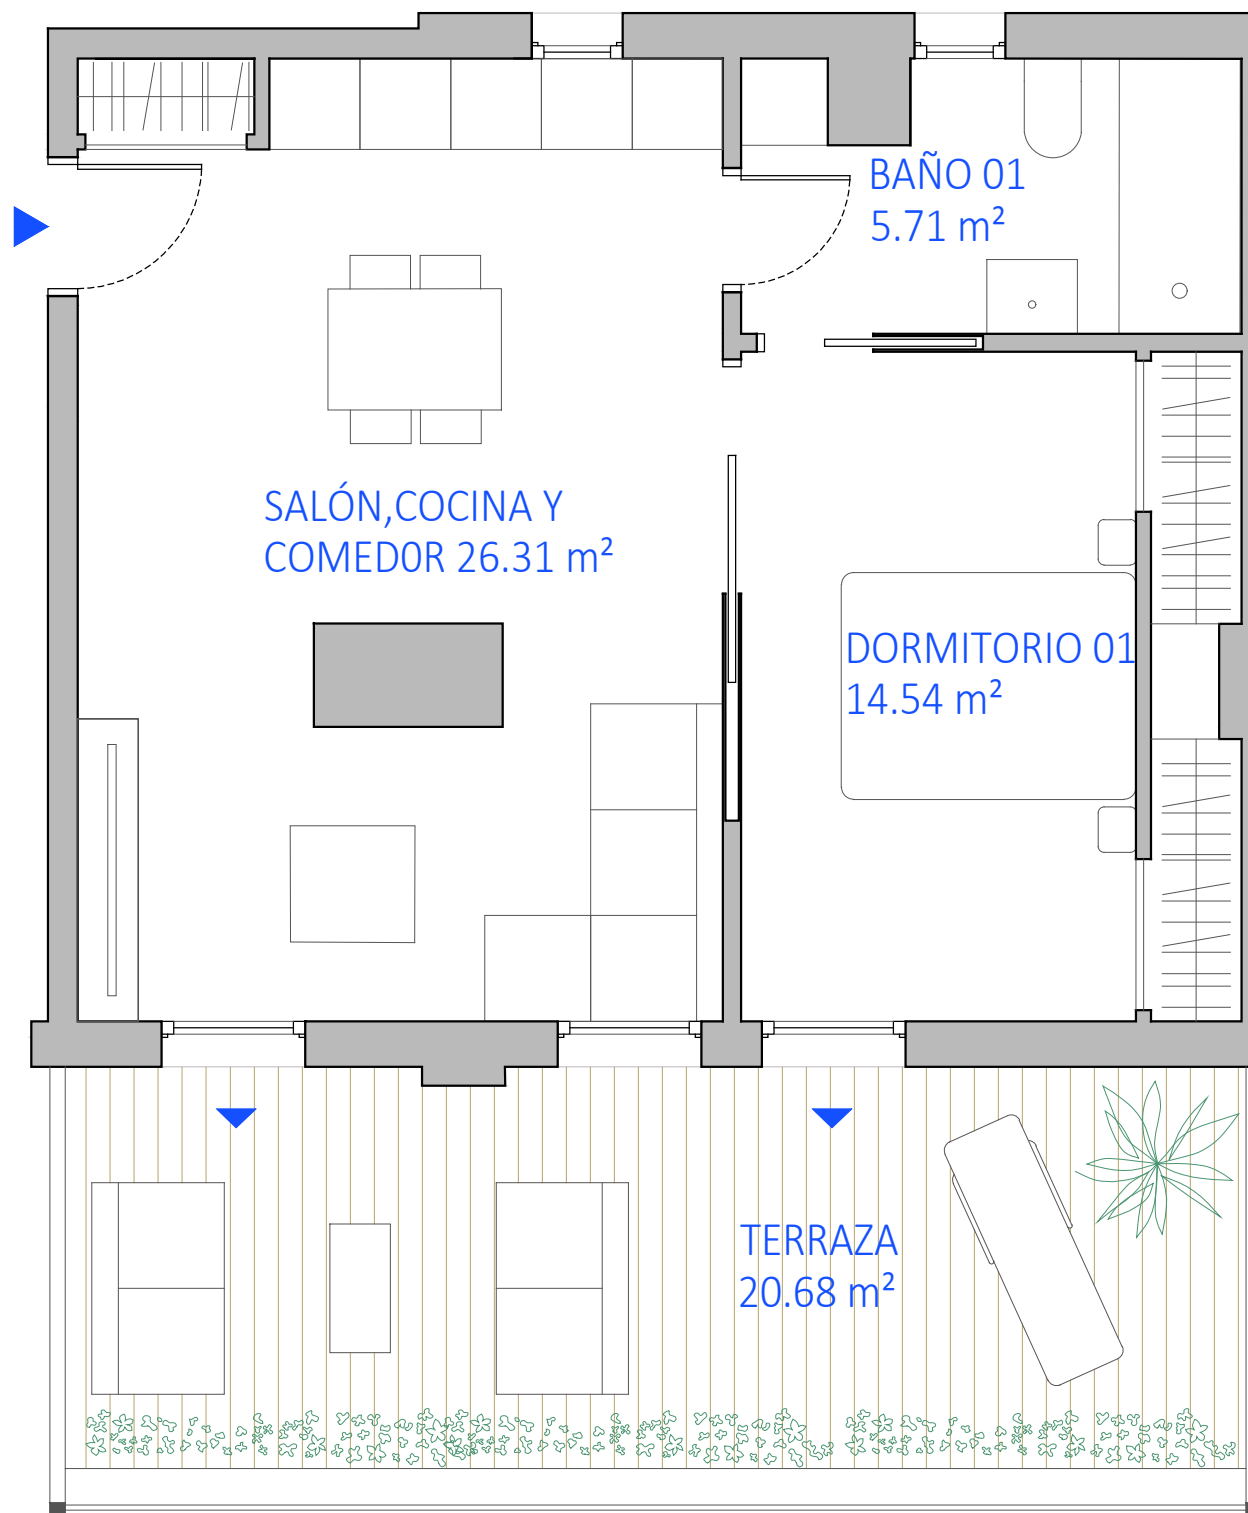 BAÑO 01
5.71 m²
SALÓN,COCINA Y
COMED0R 26.31 m²
DORMITORIO 01
14.54 m²
TERRAZA
20.68 m²